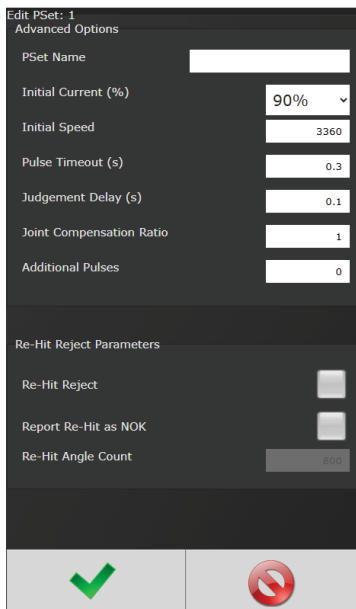 Edit PSet: 1
Advanced Options
PSet Name
Initial Current (%) 90%
Initial Speed 3360
Pulse Timeout (s) 0.3
Judgement Delay (s) 0.1
Joint Compensation Ratio 1
Additional Pulses 0
Re-Hit Reject Parameters
Re-Hit Reject
Report Re-Hit as NOK
Re-Hit Angle Count 800